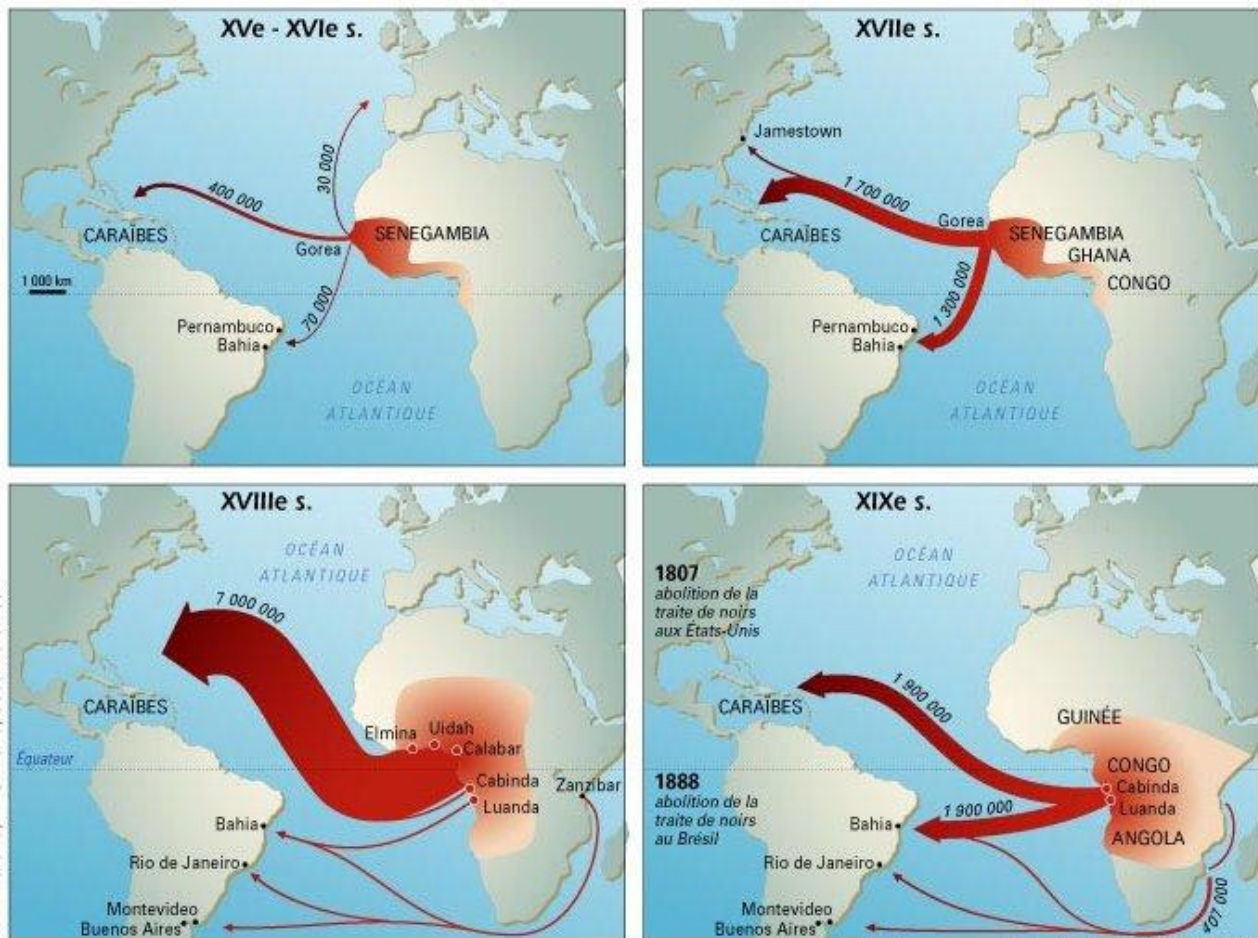 XVe - XVIe s.
30 000
400 000
CARAÏBES
Gorea
SENEGAMBIA
1 000 km
70 000
Pernambuco
Bahia
OCÉAN
ATLANTIQUE
XVIIe s.
Jamestown
1 700 000
CARAÏBES
Gorea
SENEGAMBIA
GHANA
CONGO
1 300 000
Pernambuco
Bahia
OCÉAN
ATLANTIQUE
XVIIIe s.
OCÉAN
ATLANTIQUE
7 000 000
CARAÏBES
Elmina
Uidah
Calabar
Équateur
Cabinda
Zanzibar
Luanda
Bahia
Rio de Janeiro
Montevideo
Buenos Aires
XIXe s.
OCÉAN
ATLANTIQUE
1807
abolition de la
traite de noirs
aux États-Unis
1 900 000
GUINÉE
CONGO
Cabinda
Luanda
ANGOLA
1888
abolition de la
traite de noirs
au Brésil
1 900 000
Bahia
Rio de Janeiro
401 000
Montevideo
Buenos Aires